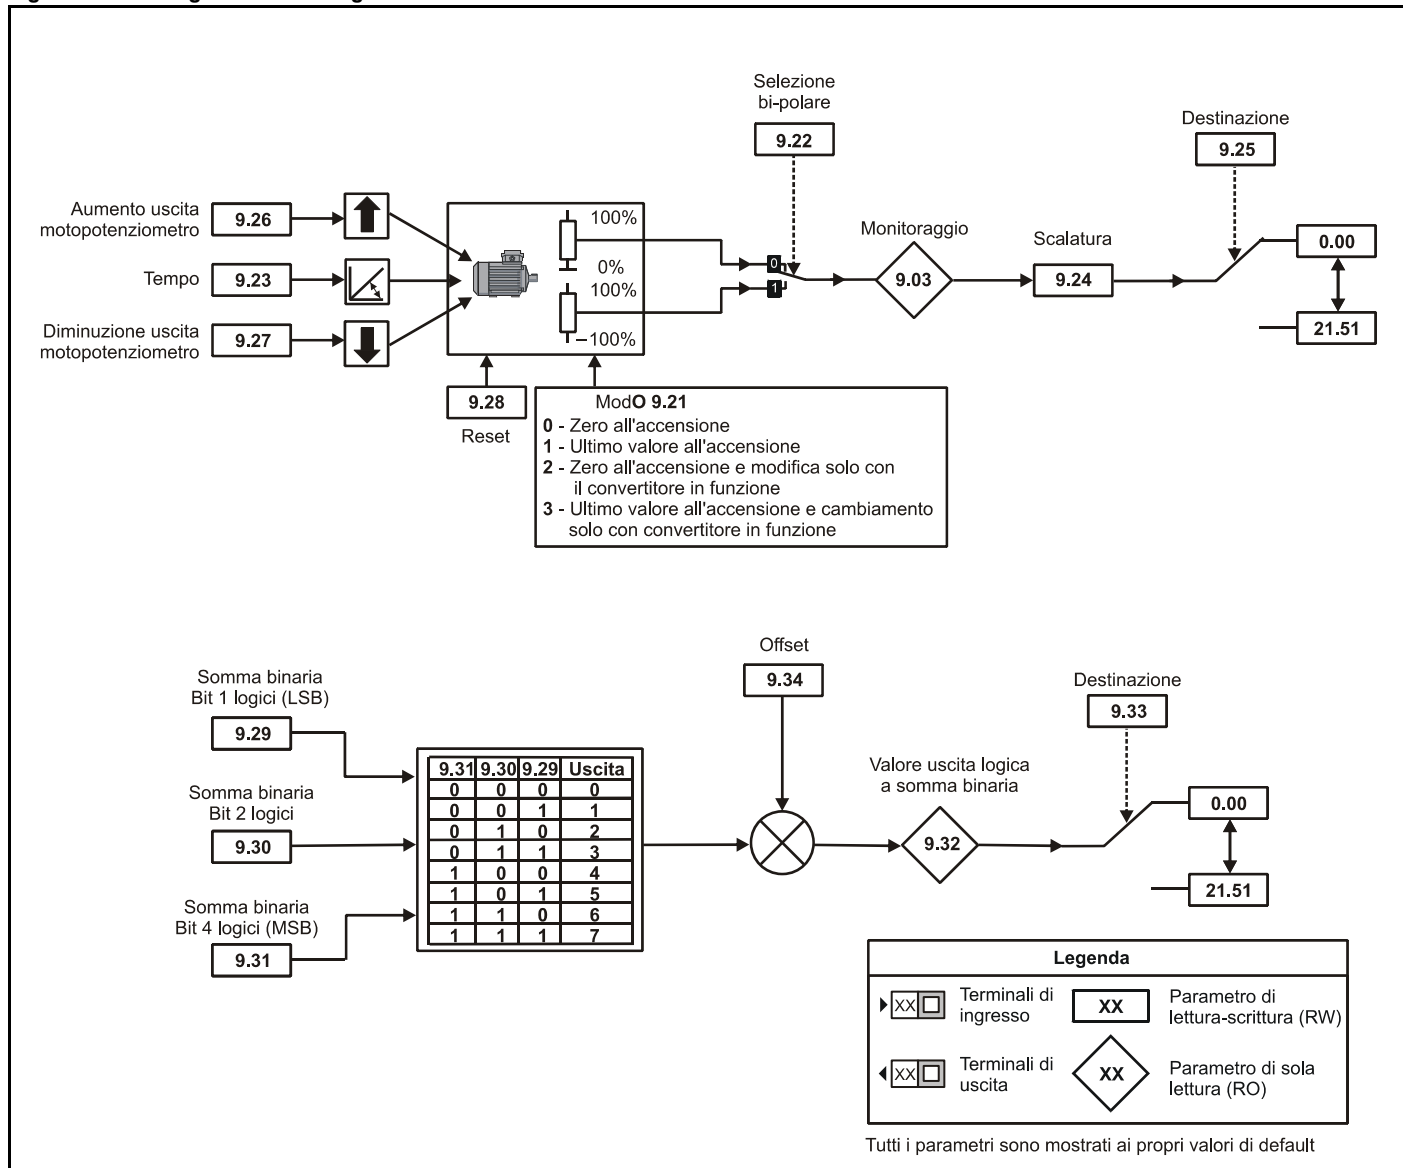 Selezione
bi-polare
9.22
Destinazione
9.25
Aumento uscita
motopotenziometro
9.26
Tempo
9.23
Diminuzione uscita
motopotenziometro
9.27
100%
0%
100%
–100%
0
1
Monitoraggio
9.03
Scalatura
9.24
0.00
21.51
9.28
Reset
ModO 9.21
0 - Zero all'accensione
1 - Ultimo valore all'accensione
2 - Zero all'accensione e modifica solo con
il convertitore in funzione
3 - Ultimo valore all'accensione e cambiamento
solo con convertitore in funzione
Offset
9.34
Somma binaria
Bit 1 logici (LSB)
9.29
Somma binaria
Bit 2 logici
9.30
Somma binaria
Bit 4 logici (MSB)
9.31
9.31 9.30 9.29 Uscita
0 0 0 0
0 0 1 1
0 1 0 2
0 1 1 3
1 0 0 4
1 0 1 5
1 1 0 6
1 1 1 7
Valore uscita logica
a somma binaria
9.32
Destinazione
9.33
0.00
21.51
Legenda
XX
Terminali di
ingresso
XX
Parametro di
lettura-scrittura (RW)
XX
Terminali di
uscita
XX
Parametro di sola
lettura (RO)
Tutti i parametri sono mostrati ai propri valori di default